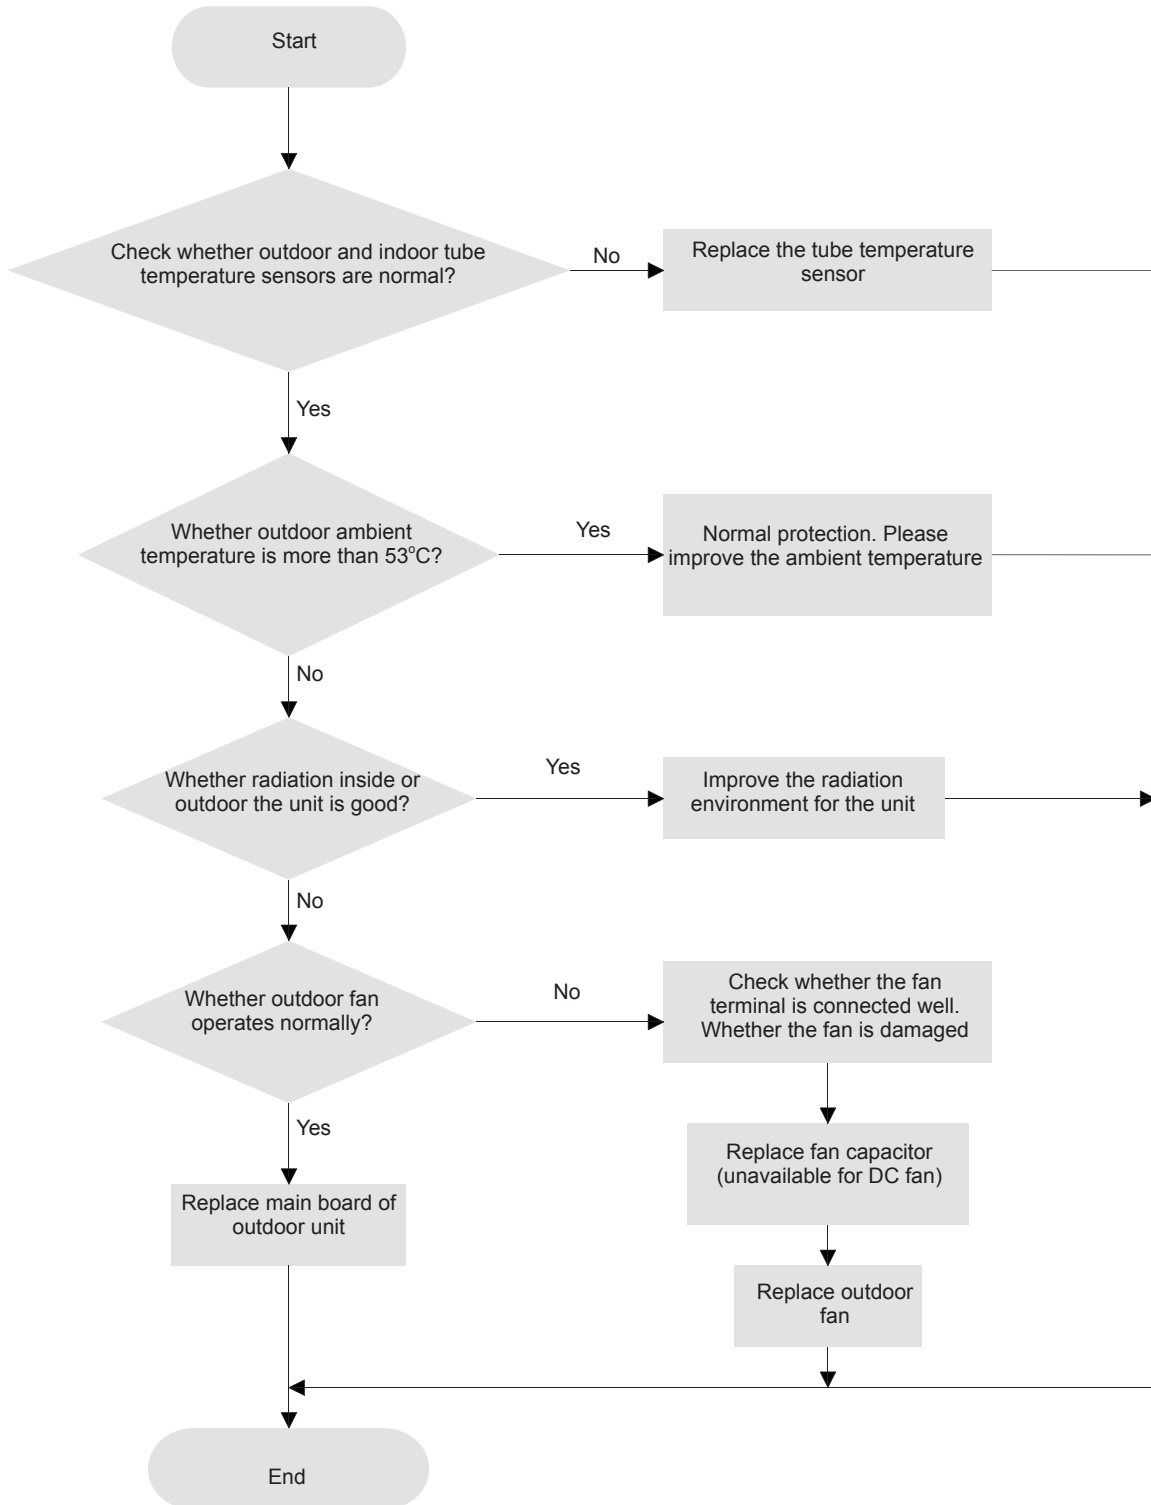 Start
Check whether outdoor and indoor tube
temperature sensors are normal?
No
Replace the tube temperature
sensor
Yes
Whether outdoor ambient
temperature is more than 53°C?
Yes
Normal protection. Please
improve the ambient temperature
No
Whether radiation inside or
outdoor the unit is good?
Yes
Improve the radiation
environment for the unit
No
Whether outdoor fan
operates normally?
No
Check whether the fan
terminal is connected well.
Whether the fan is damaged
Yes
Replace fan capacitor
(unavailable for DC fan)
Replace main board of
outdoor unit
Replace outdoor
fan
End